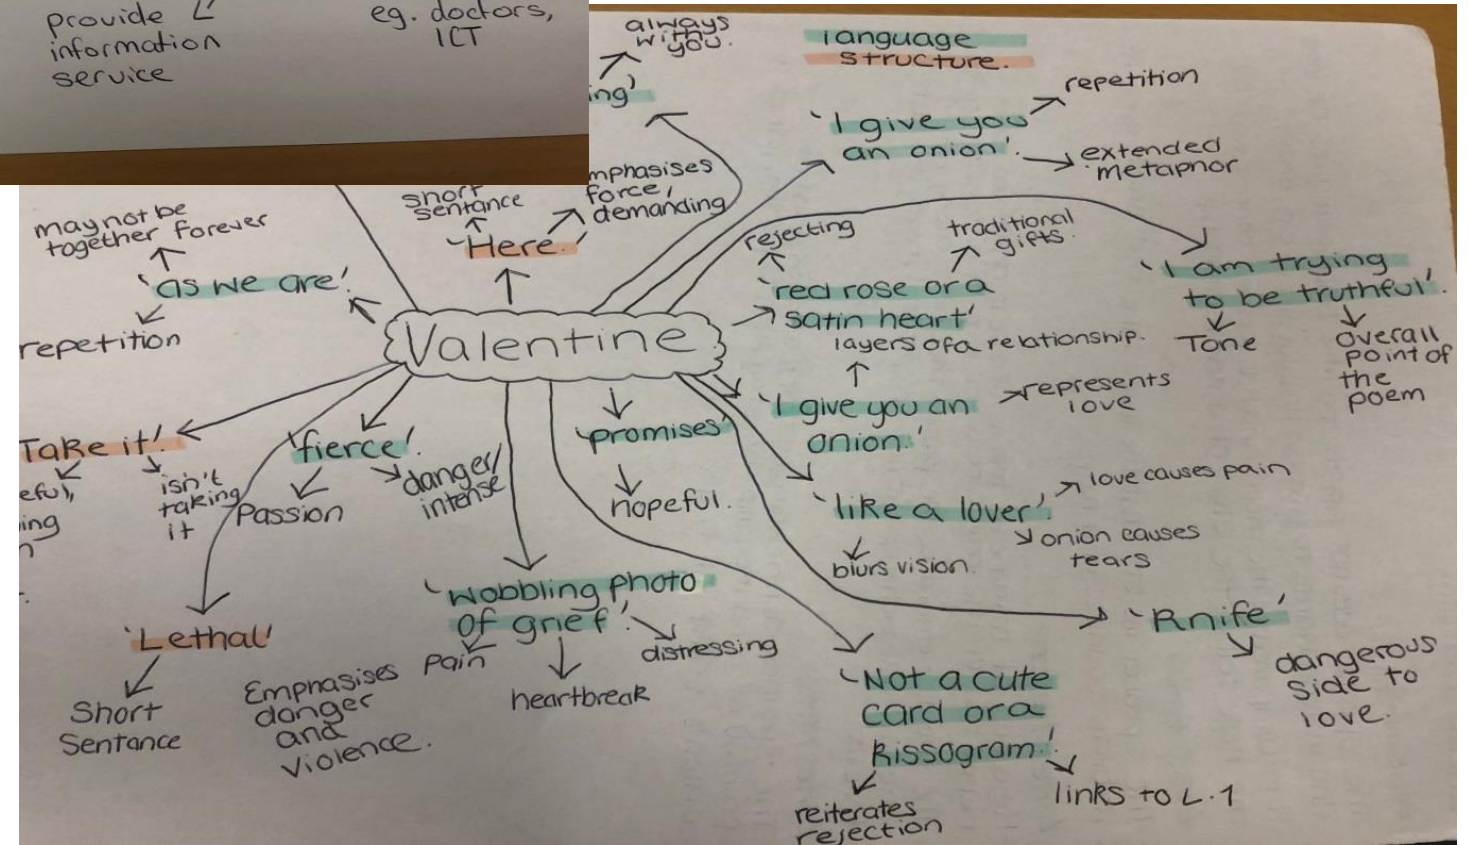 provide
information
service
eg. doctors,
ICT
always
with
you.
ing'
language
structure.
'I give you
an onion'.
repetition
extended
metaphor
may not be
together forever
'as we are'.
repetition
short
sentence
'Here.'
mphasises
force,
demanding
rejecting
traditional
gifts.
'red rose or a
satin heart'
'I am trying
to be truthful'.
Tone
overall
point of
the
poem
Valentine
layers of a relationship.
'I give you an
onion.'
represents
love
Take it.'
eful,
ing
isn't
taking
it
'fierce'.
Passion
danger/
intense
'promises'
hopeful.
'like a lover'.
love causes pain
onion causes
tears
blurs vision.
'Lethal'
Short
Sentence
Emphasises
danger
and
violence.
'wobbling photo
of grief'.
Pain
heartbreak
distressing
'Knife'
dangerous
side to
love.
'Not a cute
card or a
kissogram.'
reiterates
rejection
links to L.1